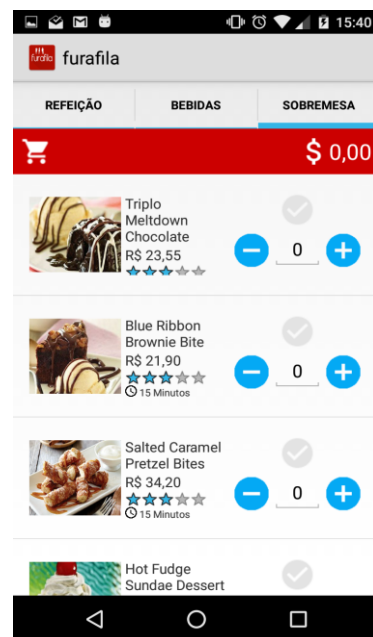 15:40
furafila
furafila
REFEIÇÃO BEBIDAS SOBREMESA
$ 0,00
Triplo
Meltdown
Chocolate
R$ 23,55
0
Blue Ribbon
Brownie Bite
R$ 21,90
15 Minutos
0
Salted Caramel
Pretzel Bites
R$ 34,20
15 Minutos
0
Hot Fudge
Sundae Dessert